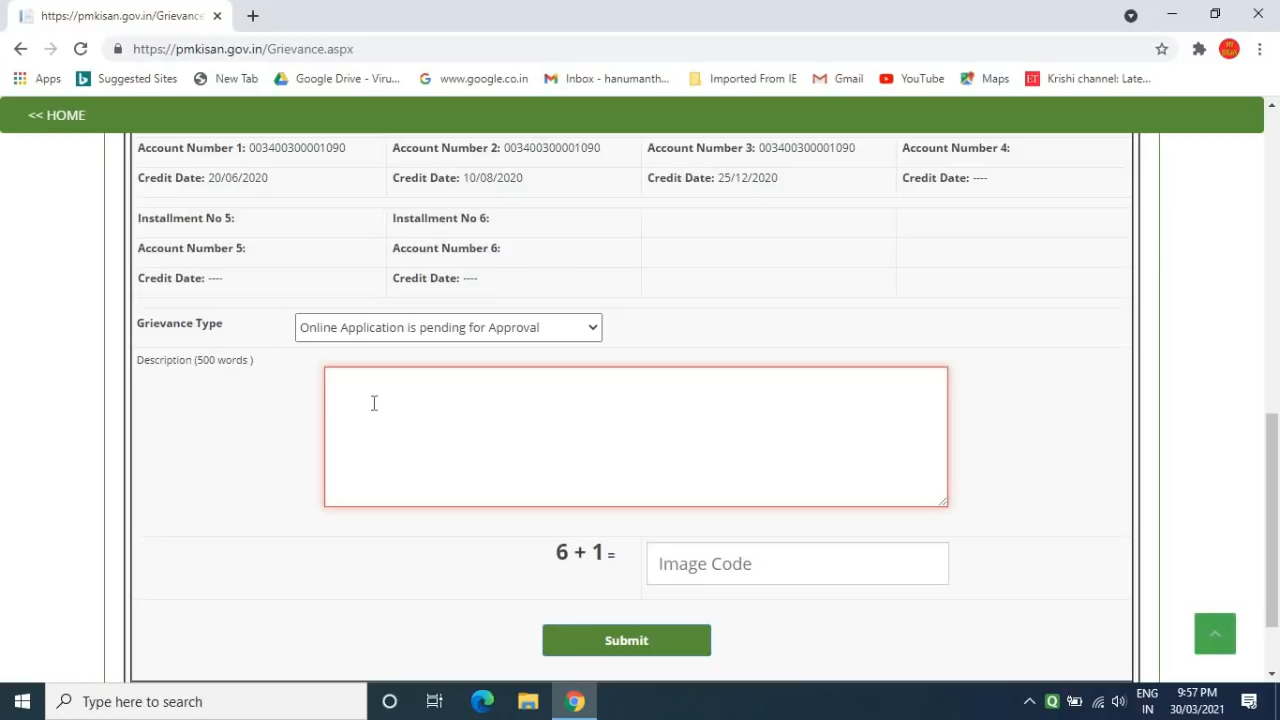 https://pmkisan.gov.in/Grievance
https://pmkisan.gov.in/Grievance.aspx
Apps
Suggested Sites
New Tab
Google Drive - Viru...
www.google.co.in
Inbox - hanumanth...
Imported From IE
Gmail
YouTube
Maps
Krishi channel: Late...
<< HOME
Account Number 1: 003400300001090 Account Number 2: 003400300001090 Account Number 3: 003400300001090 Account Number 4:
Credit Date: 20/06/2020 Credit Date: 10/08/2020 Credit Date: 25/12/2020 Credit Date: ----
Installment No 5: Installment No 6:
Account Number 5: Account Number 6:
Credit Date: ---- Credit Date: ----
Grievance Type Online Application is pending for Approval
Description (500 words )
6 + 1 = Image Code
Submit
Type here to search
ENG
IN
9:57 PM
30/03/2021